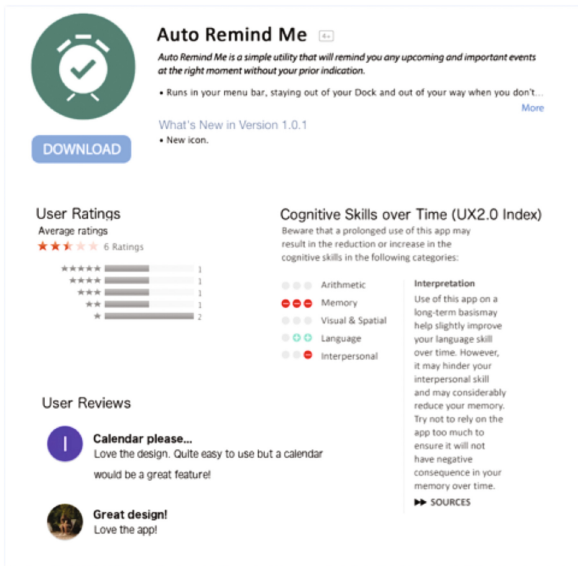 Auto Remind Me 4+
Auto Remind Me is a simple utility that will remind you any upcoming and important events
at the right moment without your prior indication.
• Runs in your menu bar, staying out of your Dock and out of your way when you don't...
More
What's New in Version 1.0.1
• New icon.
DOWNLOAD
User Ratings
Average ratings
6 Ratings
1
1
1
1
2
Cognitive Skills over Time (UX2.0 Index)
Beware that a prolonged use of this app may
result in the reduction or increase in the
cognitive skills in the following categories:
Arithmetic
Memory
Visual & Spatial
Language
Interpersonal
Interpretation
Use of this app on a
long-term basismay
help slightly improve
your language skill
over time. However,
it may hinder your
interpersonal skill
and may considerably
reduce your memory.
Try not to rely on the
app too much to
ensure it will not
have negative
consequence in your
memory over time.
SOURCES
User Reviews
I
Calendar please...
Love the design. Quite easy to use but a calendar
would be a great feature!
Great design!
Love the app!